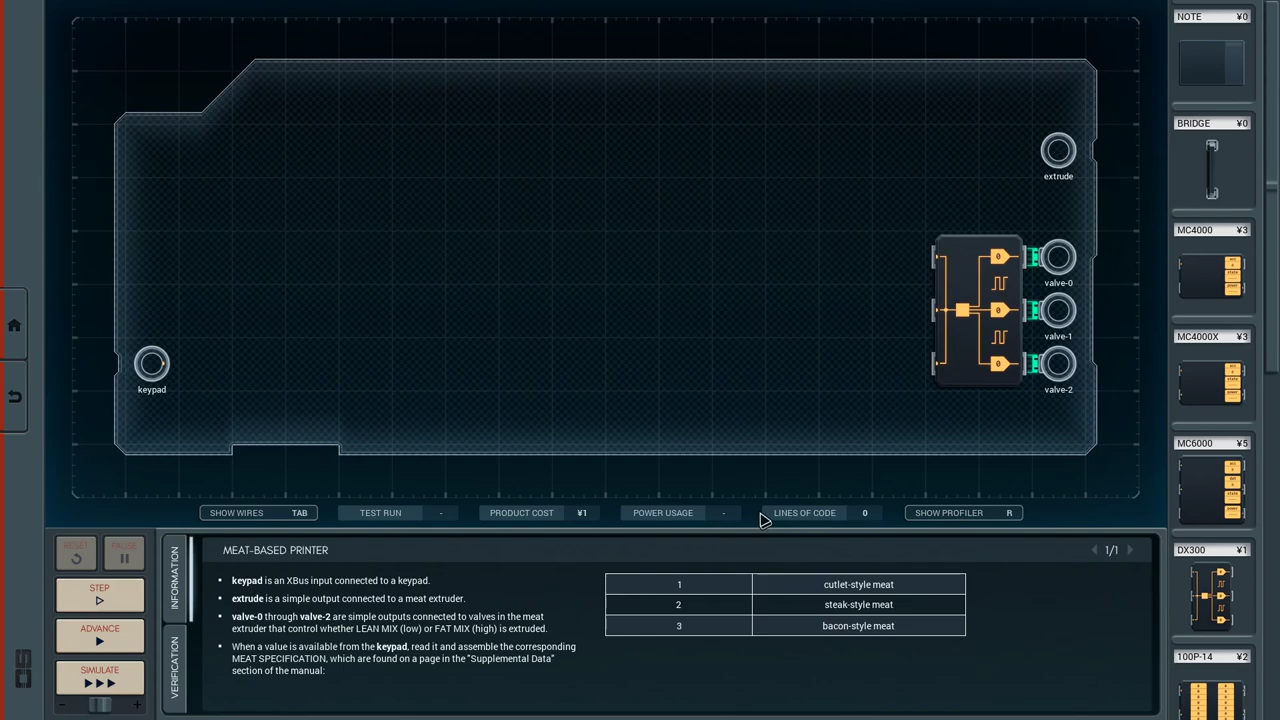 NOTE ¥0
BRIDGE ¥0
extrude
MC4000 ¥3
0
valve-0
0
valve-1
MC4000X ¥3
0
valve-2
keypad
MC6000 ¥5
SHOW WIRES TAB
TEST RUN -
PRODUCT COST ¥1
POWER USAGE -
LINES OF CODE 0
SHOW PROFILER R
RESET
PAUSE
STEP
ADVANCE
SIMULATE
- +
INFORMATION
VERIFICATION
MEAT-BASED PRINTER
1/1
keypad is an XBus input connected to a keypad.
extrude is a simple output connected to a meat extruder.
valve-0 through valve-2 are simple outputs connected to valves in the meat
extruder that control whether LEAN MIX (low) or FAT MIX (high) is extruded.
When a value is available from the keypad, read it and assemble the corresponding
MEAT SPECIFICATION, which are found on a page in the "Supplemental Data"
section of the manual:
1 cutlet-style meat
2 steak-style meat
3 bacon-style meat
DX300 ¥1
100P-14 ¥2